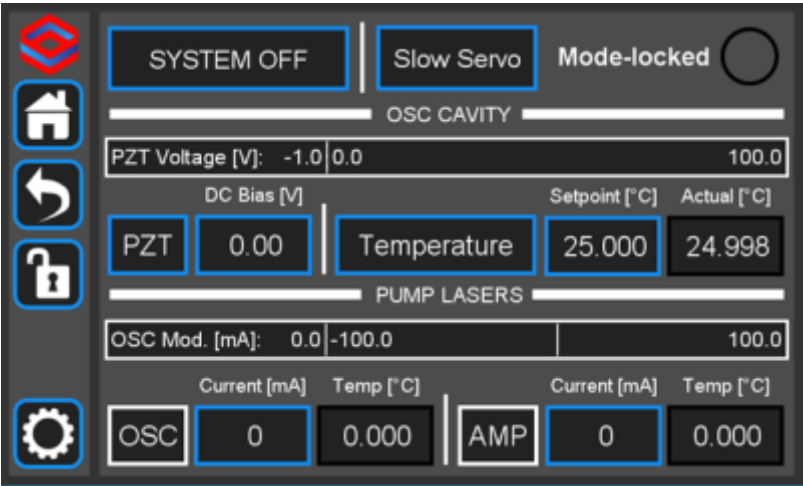 SYSTEM OFF Slow Servo Mode-locked
OSC CAVITY
PZT Voltage [V]: -1.0 0.0 100.0
DC Bias [V] Setpoint [°C] Actual [°C]
PZT 0.00 Temperature 25.000 24.998
PUMP LASERS
OSC Mod. [mA]: 0.0 -100.0 100.0
Current [mA] Temp [°C] Current [mA] Temp [°C]
OSC 0 0.000 AMP 0 0.000